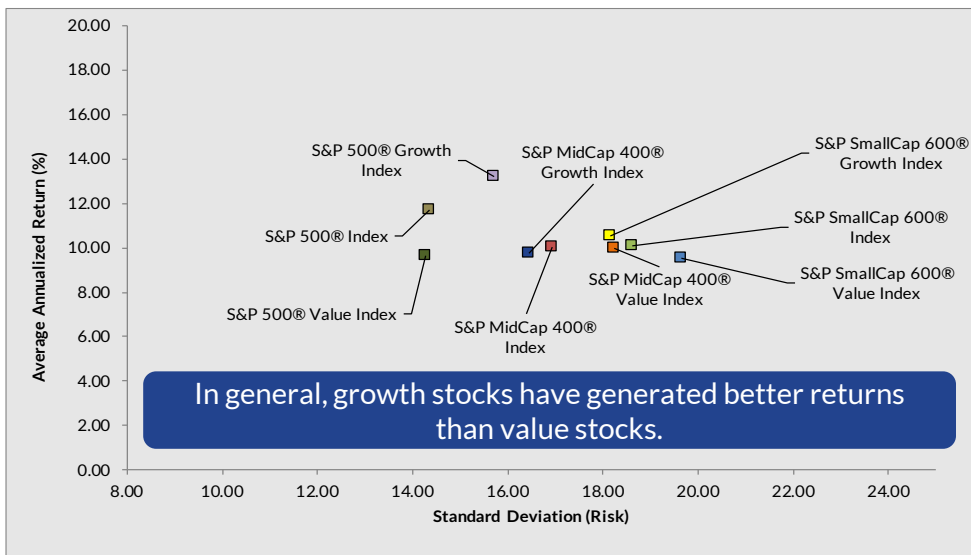 20.00
18.00
16.00
14.00
12.00
10.00
8.00
6.00
4.00
2.00
0.00
Average Annualized Return (%)
S&P 500® Growth
Index
S&P MidCap 400®
Growth Index
S&P SmallCap 600®
Growth Index
S&P 500® Index
S&P SmallCap 600®
Index
S&P 500® Value Index
S&P MidCap 400®
Index
S&P MidCap 400®
Value Index
S&P SmallCap 600®
Value Index
In general, growth stocks have generated better returns
than value stocks.
8.00 10.00 12.00 14.00 16.00 18.00 20.00 22.00 24.00
Standard Deviation (Risk)